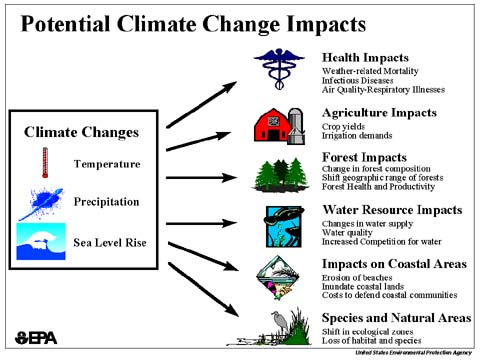 Potential Climate Change Impacts
Climate Changes
Temperature
Precipitation
Sea Level Rise
Health Impacts
Weather-related Mortality
Infectious Diseases
Air Quality-Respiratory Illnesses
Agriculture Impacts
Crop yields
Irrigation demands
Forest Impacts
Change in forest composition
Shift geographic range of forests
Forest Health and Productivity
Water Resource Impacts
Changes in water supply
Water quality
Increased Competition for water
Impacts on Coastal Areas
Erosion of beaches
Inundate coastal lands
Costs to defend coastal communities
Species and Natural Areas
Shift in ecological zones
Loss of habitat and species
EPA
United States Environmental Protection Agency